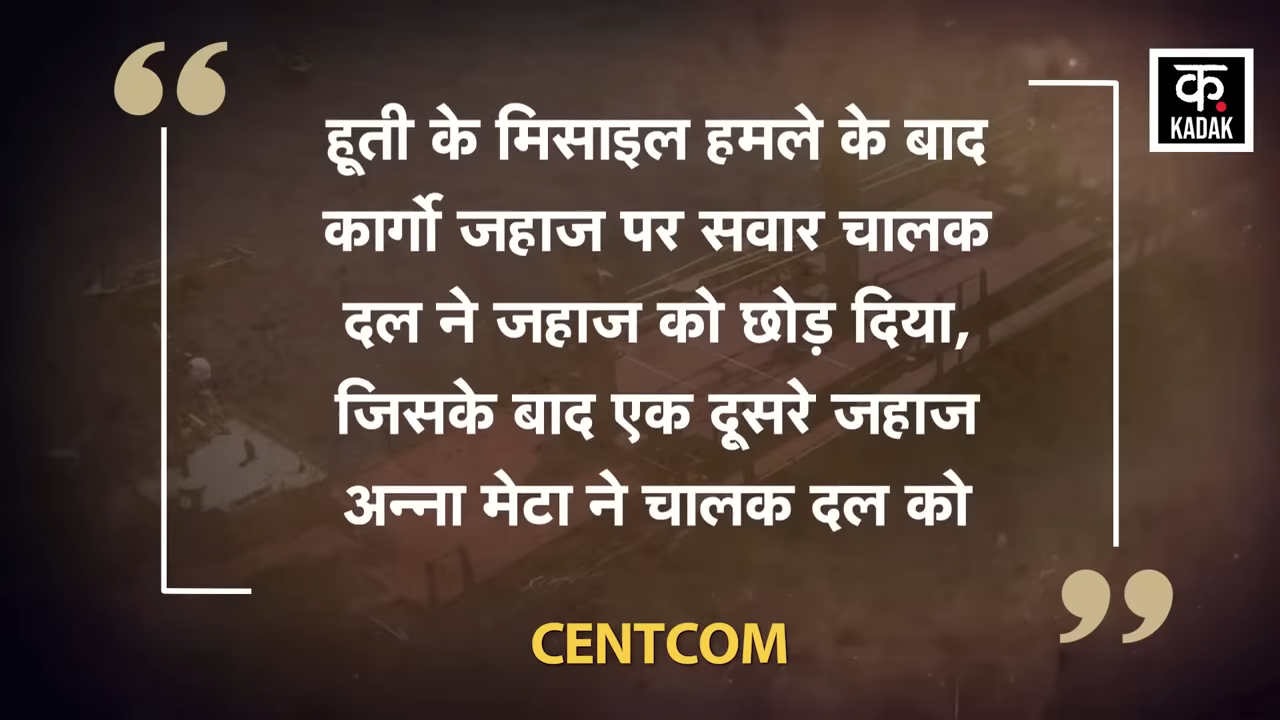 “
क
KADAK
हूती के मिसाइल हमले के बाद
कार्गो जहाज पर सवार चालक
दल ने जहाज को छोड़ दिया,
जिसके बाद एक दूसरे जहाज
अन्ना मेटा ने चालक दल को
”
CENTCOM